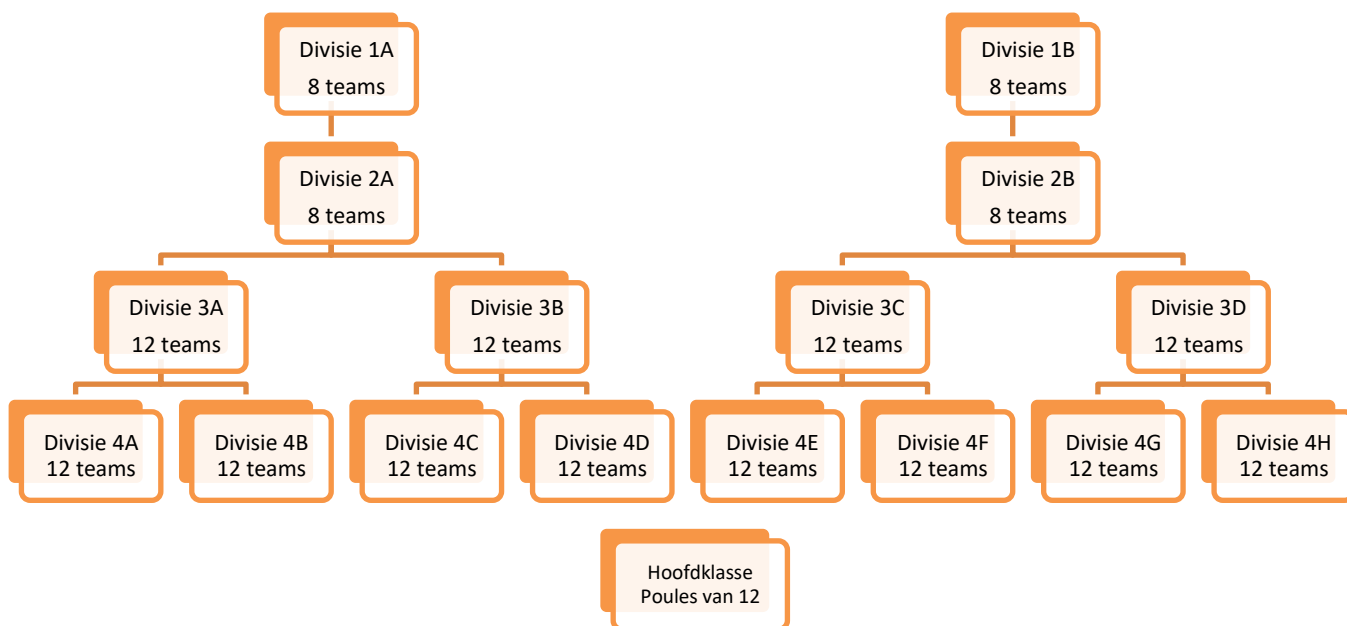 Divisie 1A
8 teams
Divisie 1B
8 teams
Divisie 2A
8 teams
Divisie 2B
8 teams
Divisie 3A
12 teams
Divisie 3B
12 teams
Divisie 3C
12 teams
Divisie 3D
12 teams
Divisie 4A
12 teams
Divisie 4B
12 teams
Divisie 4C
12 teams
Divisie 4D
12 teams
Divisie 4E
12 teams
Divisie 4F
12 teams
Divisie 4G
12 teams
Divisie 4H
12 teams
Hoofdklasse
Poules van 12